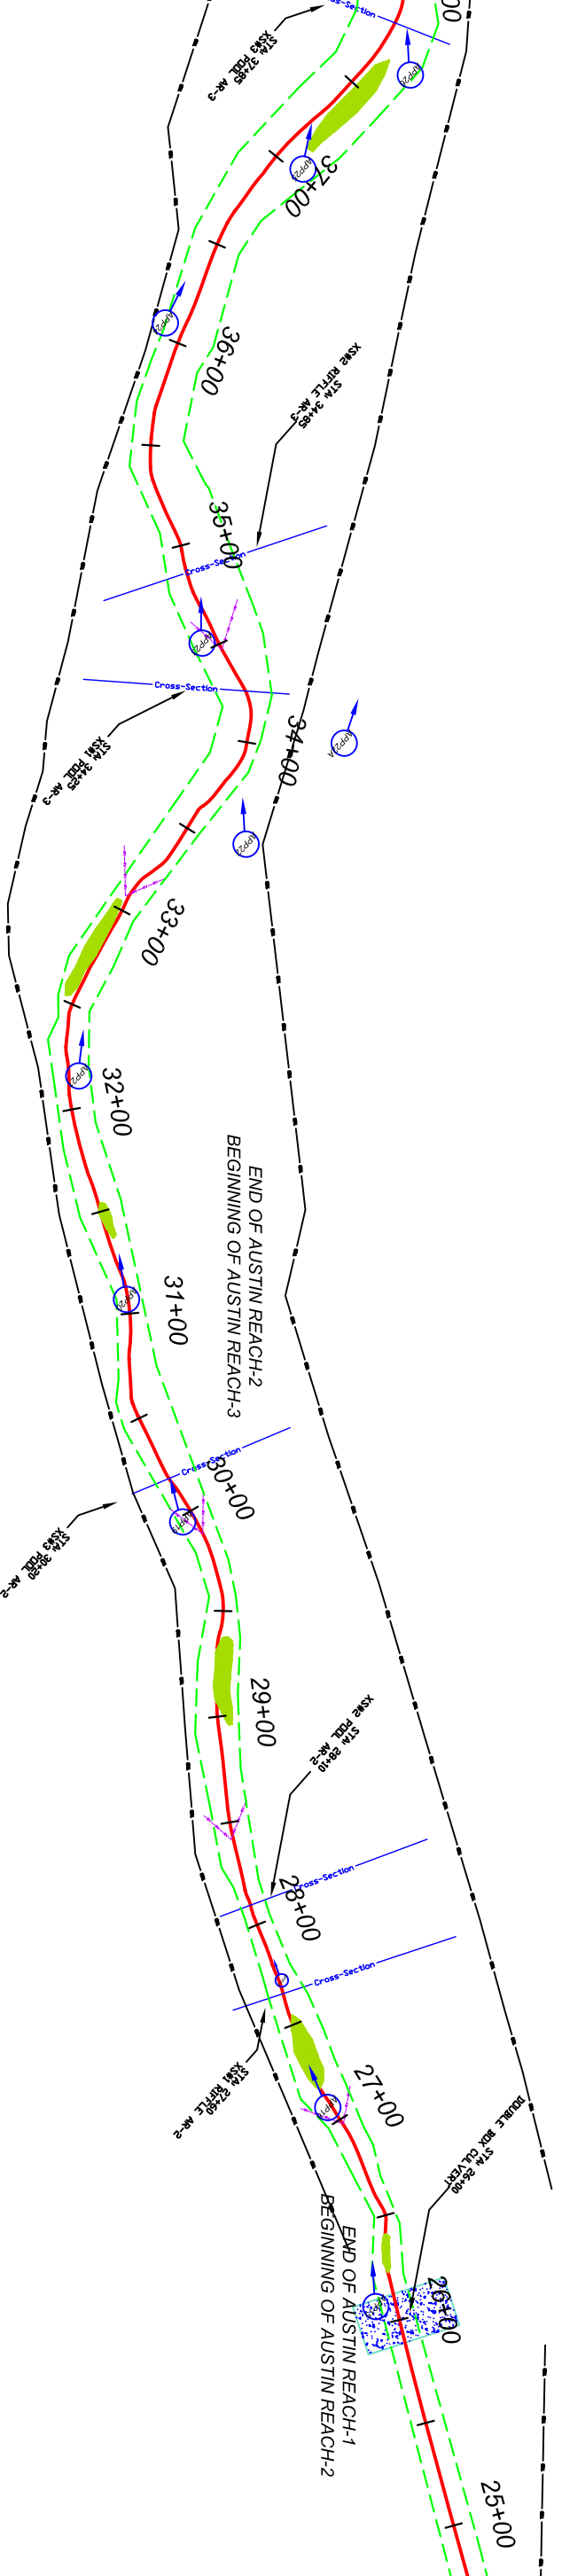 00
Cross-Section
STA: 37+85
XS#3 POOL AR-3
37+00
36+00
STA: 34+85
XS#2 RIFFLE AR-3
35+00
Cross-Section
Cross-Section
STA: 34+25
XS#1 POOL AR-3
34+00
APP22A
33+00
32+00
END OF AUSTIN REACH-2
BEGINNING OF AUSTIN REACH-3
31+00
Cross-Section
30+00
STA: 30+20
XS#3 POOL AR-2
29+00
STA: 28+10
XS#2 POOL AR-2
28+00
Cross-Section
Cross-Section
STA: 27+60
XS#1 RIFFLE AR-2
27+00
STA: 26+00
DOUBLE BOX CULVERT
26+00
END OF AUSTIN REACH-1
BEGINNING OF AUSTIN REACH-2
25+00